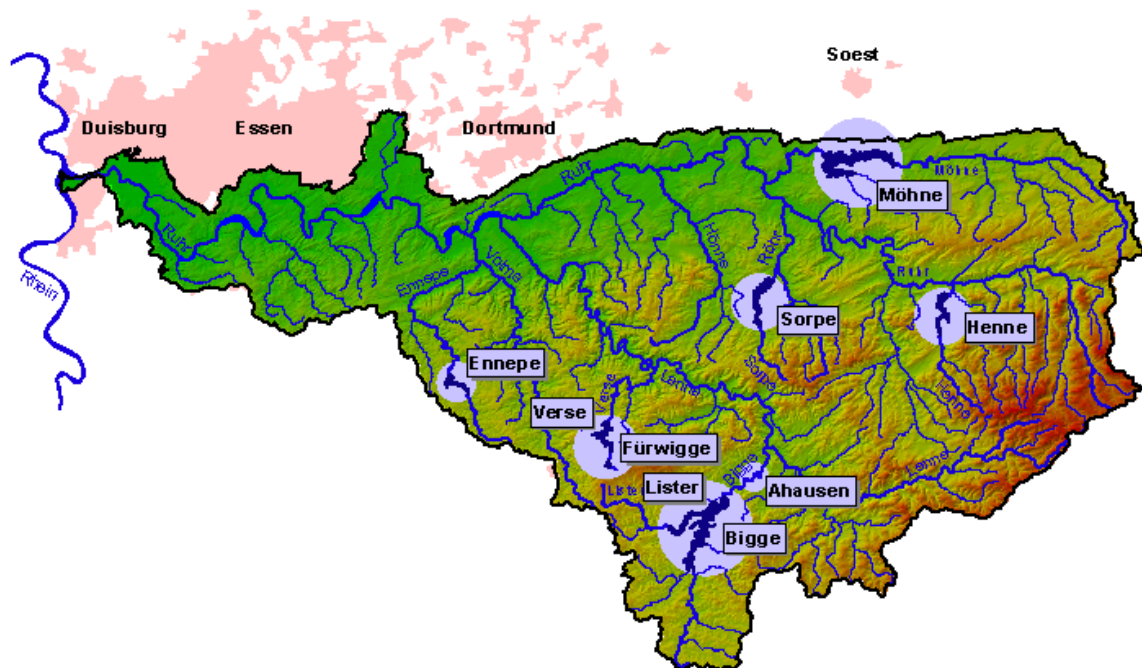 Soest
Duisburg
Essen
Dortmund
Ruhr
Möhne
Möhne
Ruhr
Rhein
Ennepe
Volme
Hönne
Röhr
Ruhr
Sorpe
Henne
Ennepe
Sorpe
Henne
Verse
Lenne
Verse
Fürwigge
Bigge
Lenne
Lister
Lister
Ahausen
Bigge